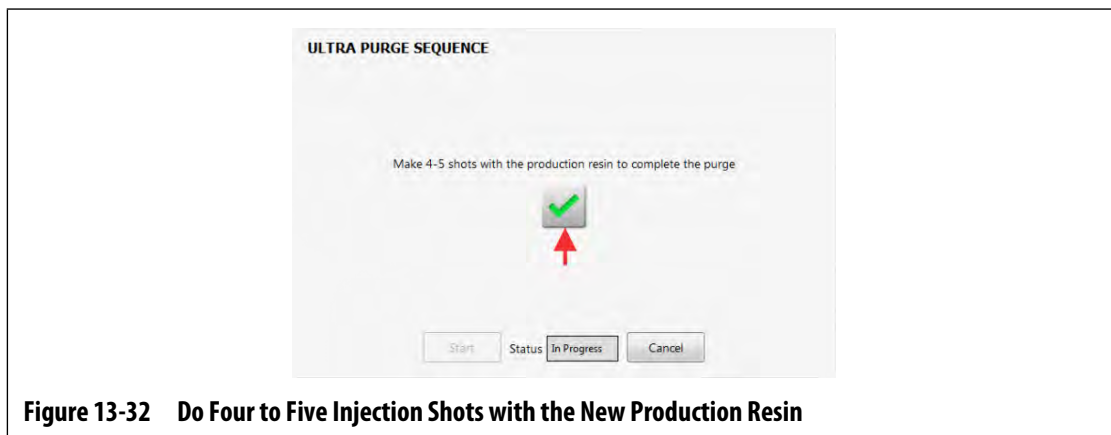 ULTRA PURGE SEQUENCE
Make 4-5 shots with the production resin to complete the purge
Start Status In Progress Cancel
Figure 13-32 Do Four to Five Injection Shots with the New Production Resin